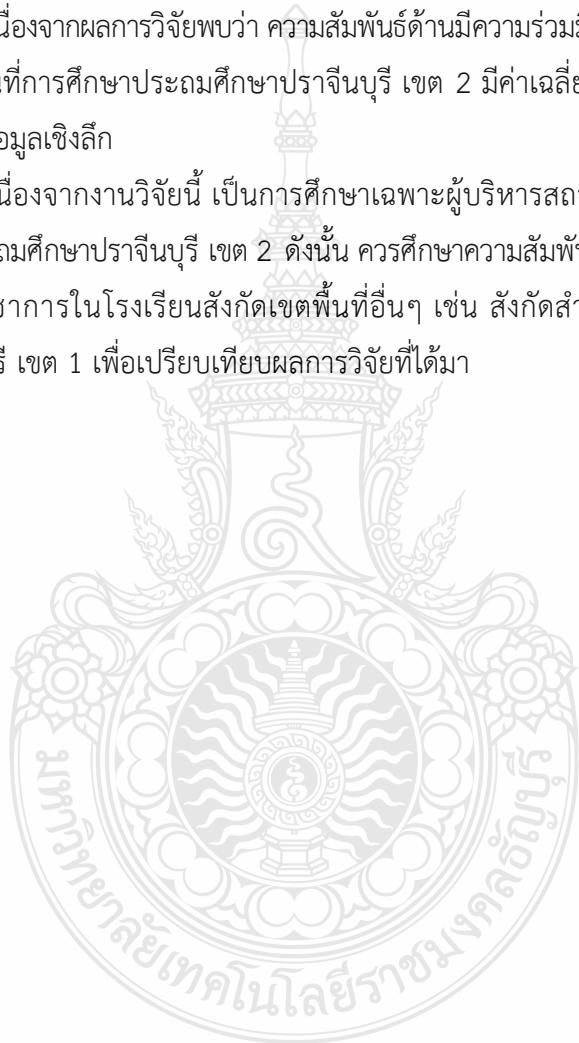 นื่องจากผลการวิจัยพบว่า ความสัมพันธ์ด้านมีความร่วมมื
นที่การศึกษาประถมศึกษาปราจีนบุรี เขต 2 มีค่าเฉลี่ย
อมูลเชิงลึก
นื่องจากงานวิจัยนี้ เป็นการศึกษาเฉพาะผู้บริหารสถา
ถมศึกษาปราจีนบุรี เขต 2 ดังนั้น ควรศึกษาความสัมพัน
ชาการในโรงเรียนสังกัดเขตพื้นที่อื่นๆ เช่น สังกัดสำ
รี เขต 1 เพื่อเปรียบเทียบผลการวิจัยที่ได้มา
มหาวิทยาลัยเทคโนโลยีราชมงคลธัญบุรี